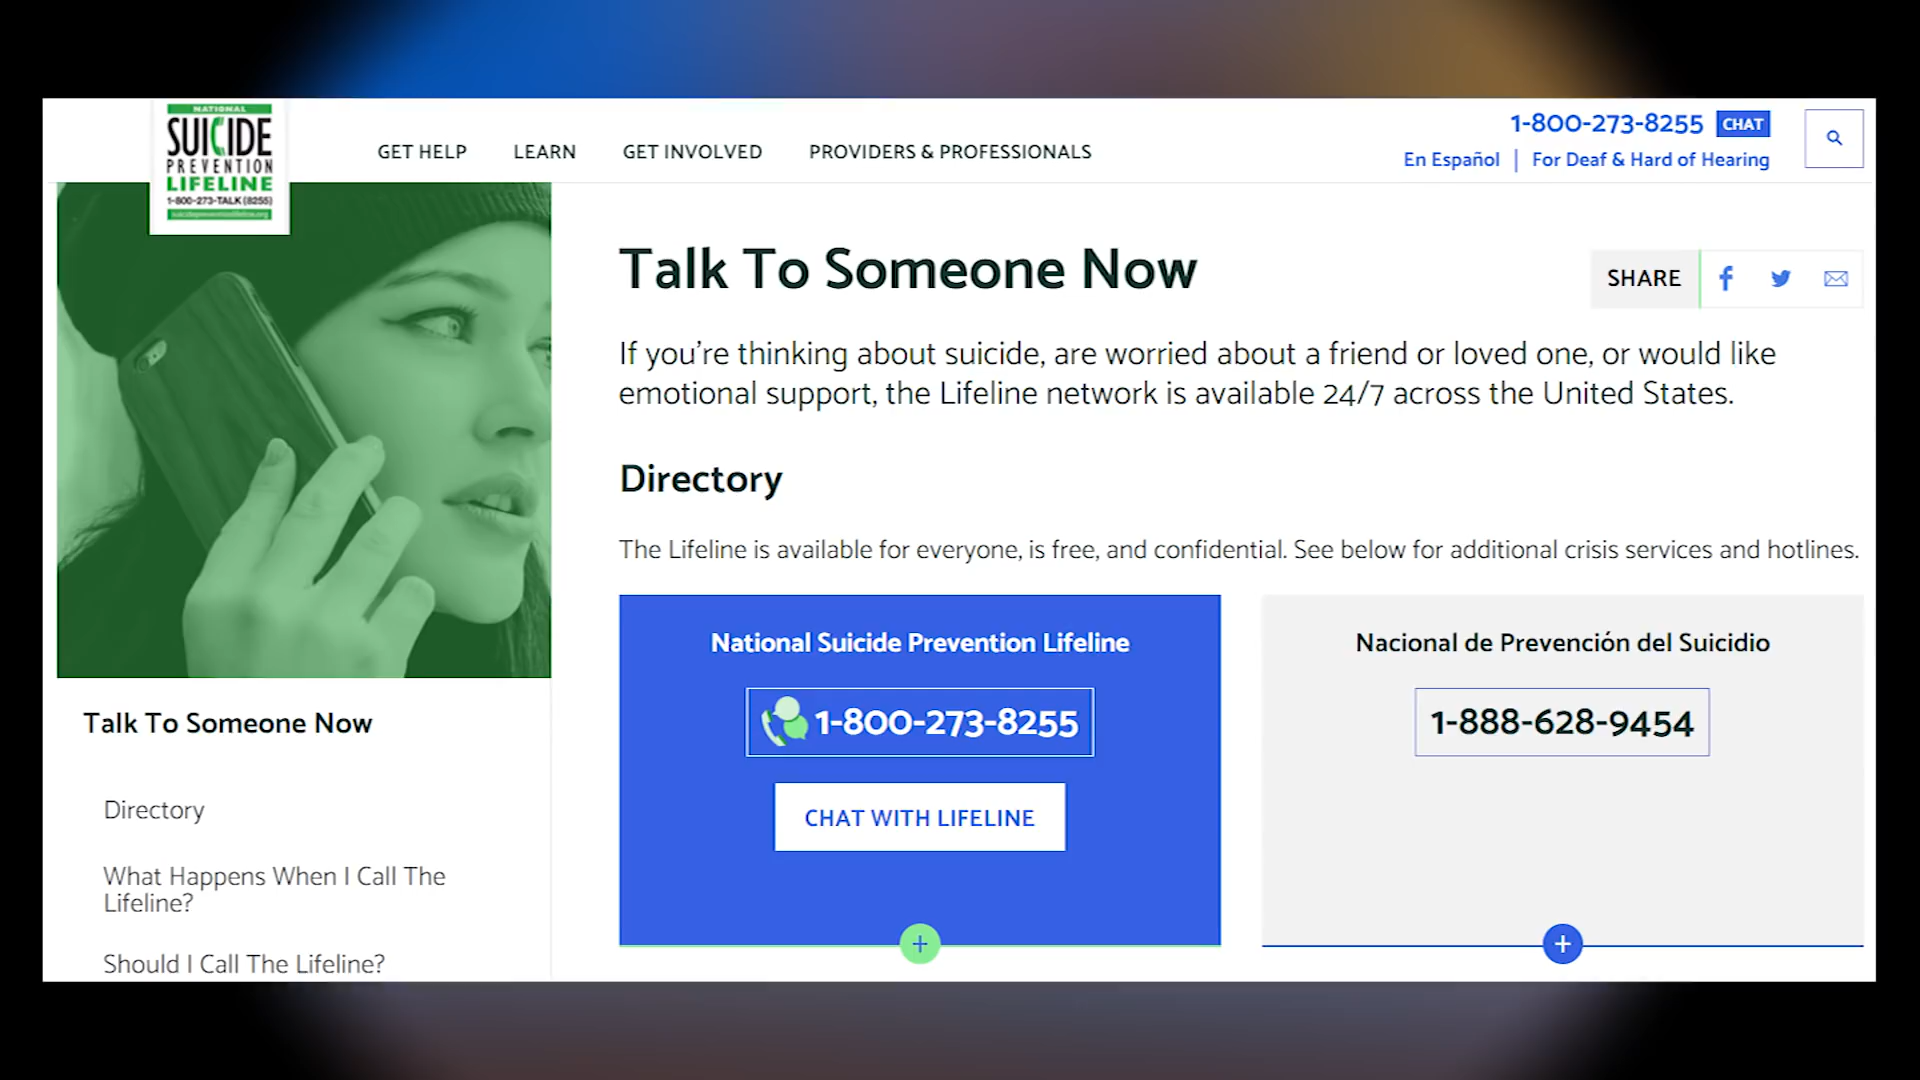 NATIONAL
SUICIDE
PREVENTION
LIFELINE
1-800-273-TALK (8255)
suicidepreventionlifeline.org
GET HELP
LEARN
GET INVOLVED
PROVIDERS & PROFESSIONALS
1-800-273-8255 CHAT
En Español | For Deaf & Hard of Hearing
Talk To Someone Now
SHARE
If you're thinking about suicide, are worried about a friend or loved one, or would like
emotional support, the Lifeline network is available 24/7 across the United States.
Directory
The Lifeline is available for everyone, is free, and confidential. See below for additional crisis services and hotlines.
National Suicide Prevention Lifeline
1-800-273-8255
CHAT WITH LIFELINE
+
Nacional de Prevención del Suicidio
1-888-628-9454
+
Talk To Someone Now
Directory
What Happens When I Call The
Lifeline?
Should I Call The Lifeline?